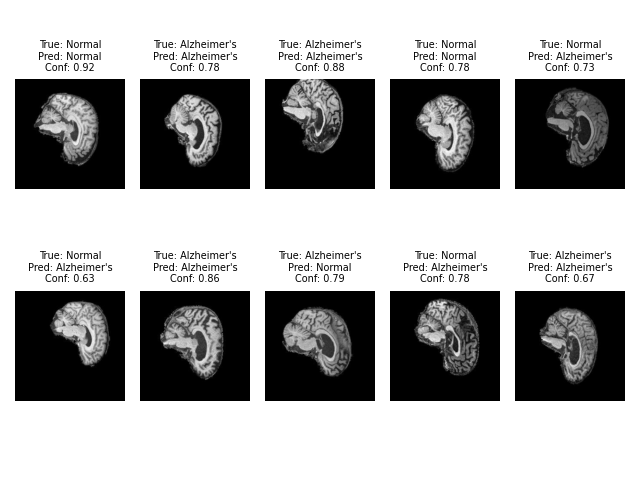 True: Normal
Pred: Normal
Conf: 0.92
True: Alzheimer's
Pred: Alzheimer's
Conf: 0.78
True: Alzheimer's
Pred: Alzheimer's
Conf: 0.88
True: Normal
Pred: Normal
Conf: 0.78
True: Normal
Pred: Alzheimer's
Conf: 0.73
True: Normal
Pred: Alzheimer's
Conf: 0.63
True: Alzheimer's
Pred: Alzheimer's
Conf: 0.86
True: Alzheimer's
Pred: Normal
Conf: 0.79
True: Normal
Pred: Alzheimer's
Conf: 0.78
True: Alzheimer's
Pred: Alzheimer's
Conf: 0.67